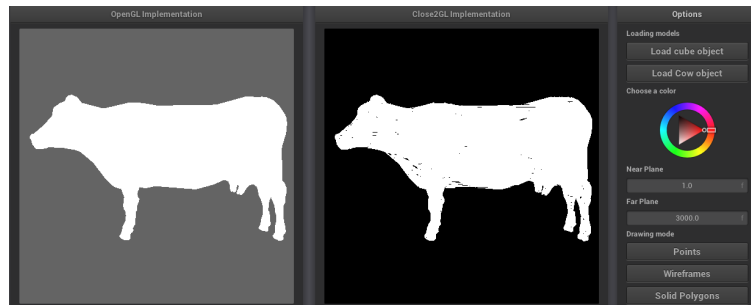 OpenGL Implementation
Close2GL Implementation
Options
Loading models
Load cube object
Load Cow object
Choose a color
Near Plane
1.0
Far Plane
3000.0
Drawing mode
Points
Wireframes
Solid Polygons